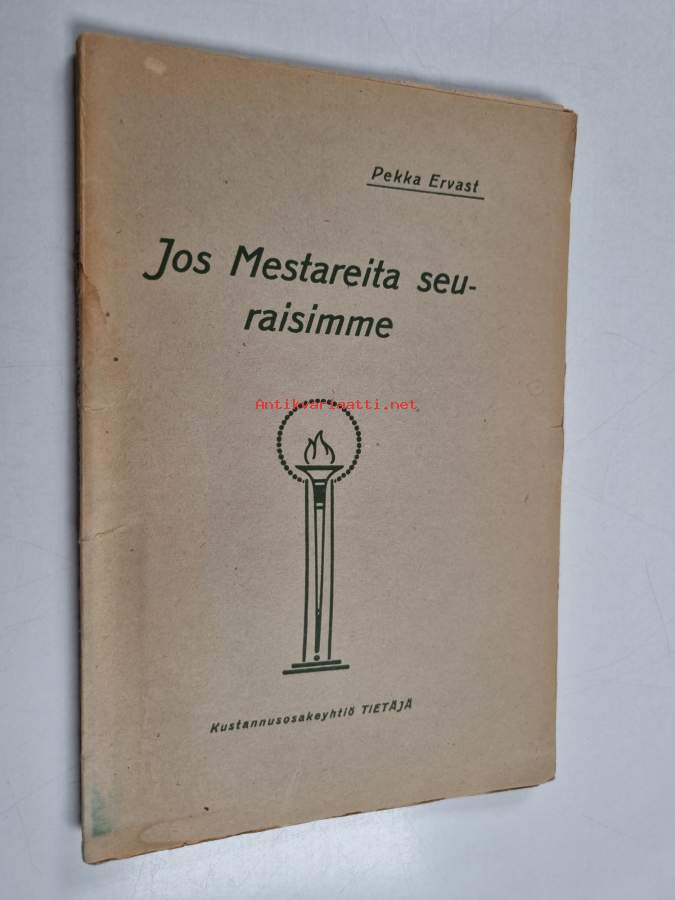 Pekka Ervast
Jos Mestareita seu-
raisimme
Antikvariaatti.net
Kustannusosakeyhtiö TIETÄJÄ